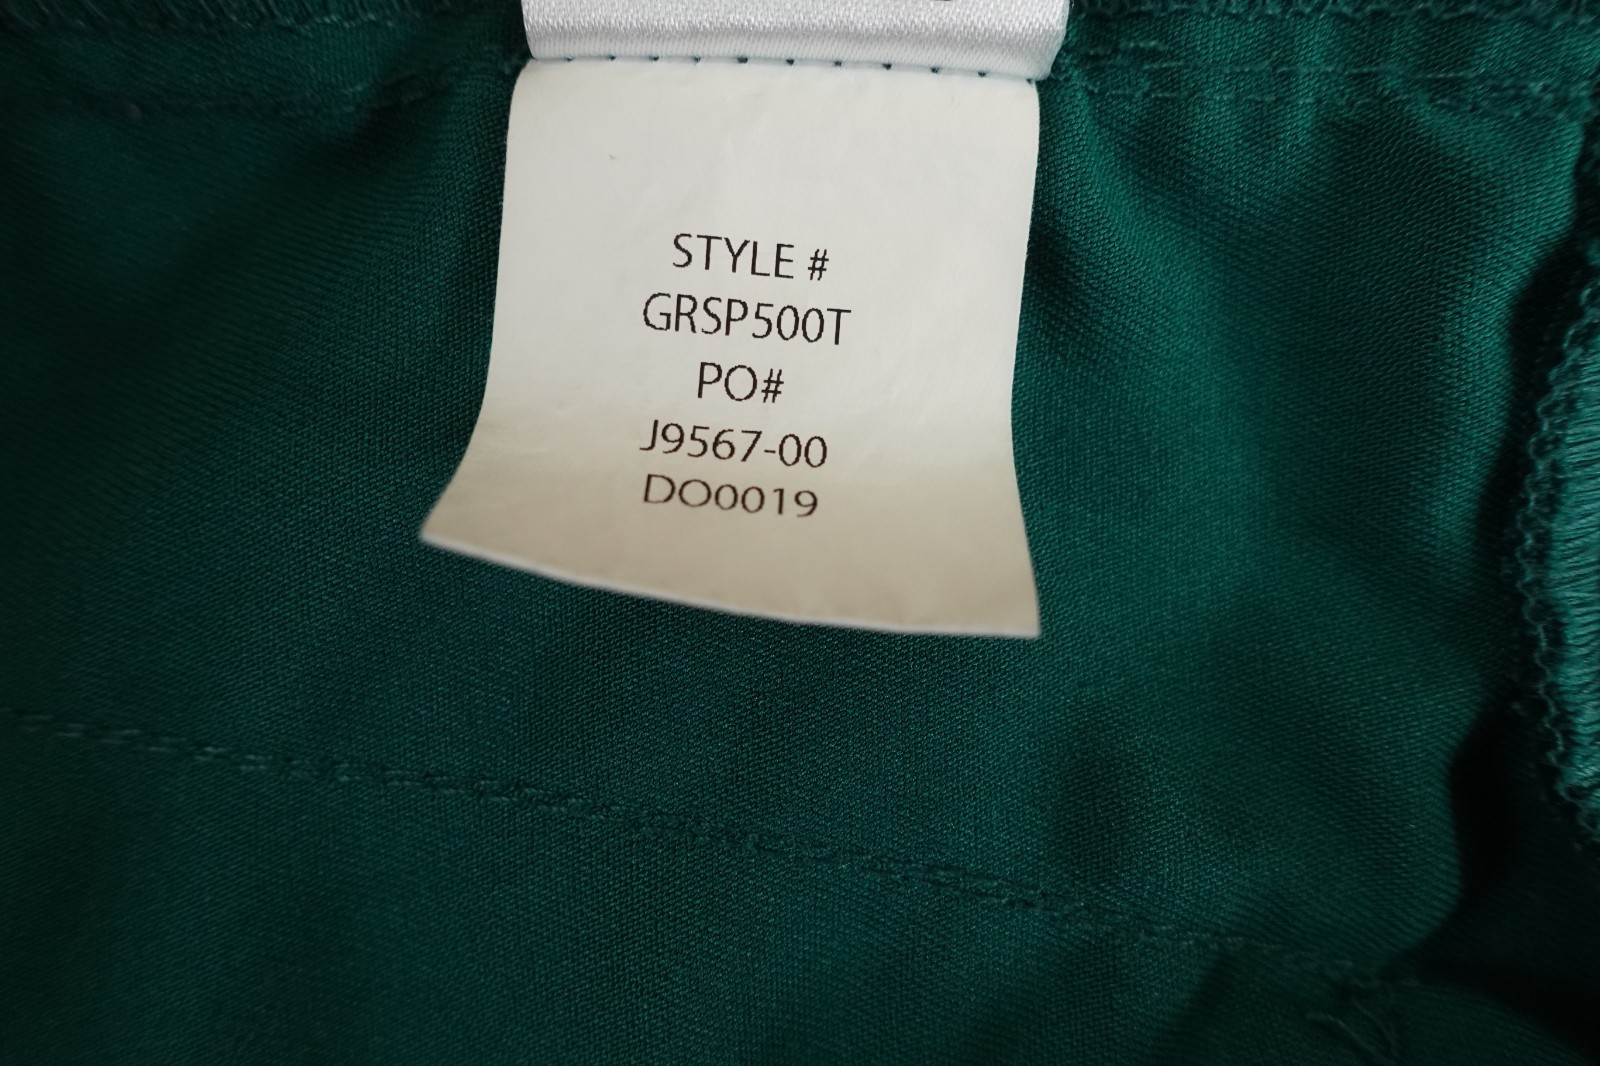 STYLE #
GRSP500T
PO#
J9567-00
DO0019